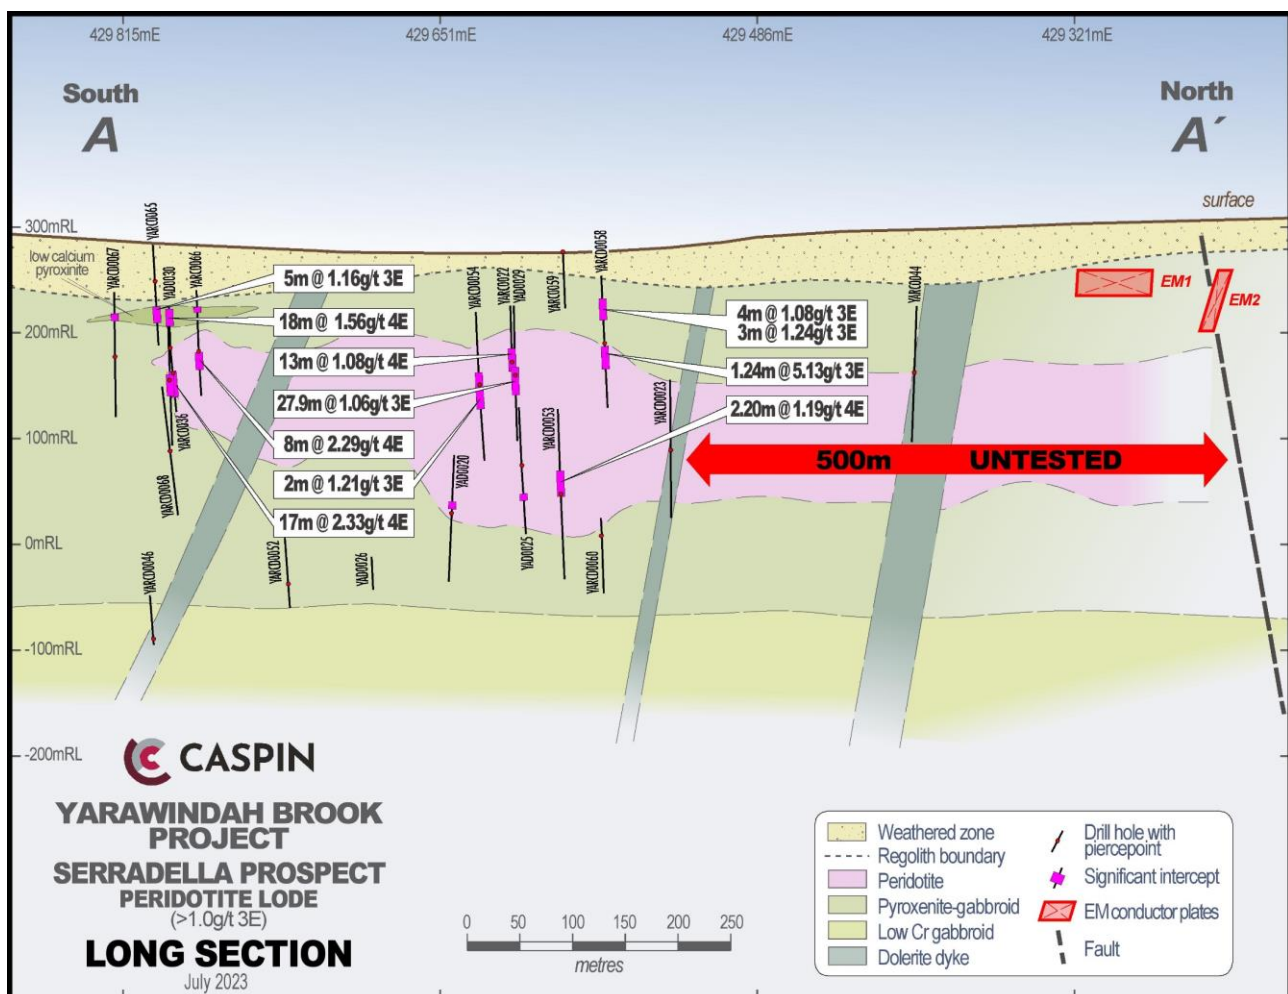 429 815mE
429 651mE
429 486mE
429 321mE
South
A
North
A´
surface
300mRL
200mRL
100mRL
0mRL
-100mRL
-200mRL
low calcium
pyroxinite
YARCD0067
YARC0065
YAD0030
YARC0066
YARCD0054
YARC0022
YAD0029
YARC0059
YARCD0058
YARC0044
YARC0036
YARCD0068
YARCD0046
YARCD0052
YAD0026
YAD0020
YAD0025
YARCD0053
YARCD0060
YARCD0023
5m @ 1.16g/t 3E
18m @ 1.56g/t 4E
13m @ 1.08g/t 4E
27.9m @ 1.06g/t 3E
8m @ 2.29g/t 4E
2m @ 1.21g/t 3E
17m @ 2.33g/t 4E
4m @ 1.08g/t 3E
3m @ 1.24g/t 3E
1.24m @ 5.13g/t 3E
2.20m @ 1.19g/t 4E
EM1
EM2
500m UNTESTED
CASPIN
YARAWINDAH BROOK
PROJECT
SERRADELLA PROSPECT
PERIDOTITE LODE
(>1.0g/t 3E)
LONG SECTION
July 2023
0 50 100 150 200 250
metres
Weathered zone
Regolith boundary
Peridotite
Pyroxenite-gabbroid
Low Cr gabbroid
Dolerite dyke
Drill hole with
piercepoint
Significant intercept
EM conductor plates
Fault